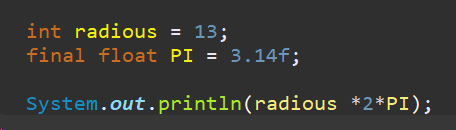 int radious = 13;
final float PI = 3.14f;
System.out.println(radious *2*PI);